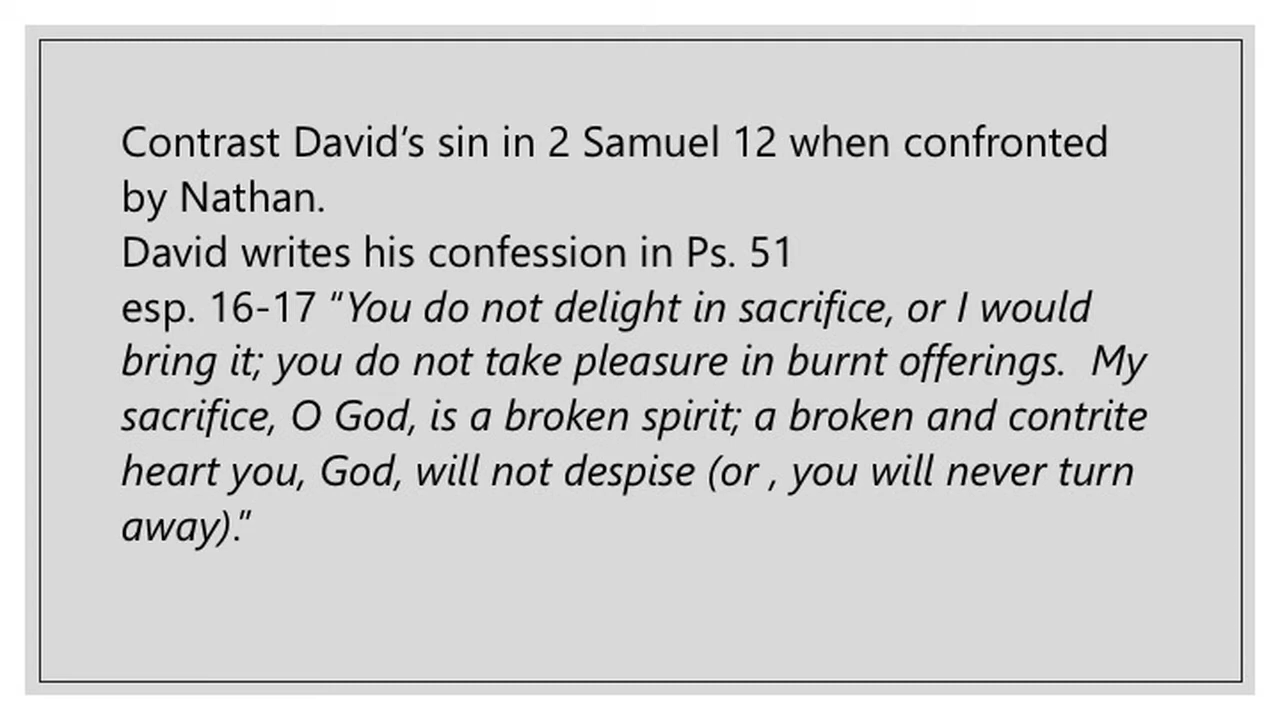 Contrast David’s sin in 2 Samuel 12 when confronted
by Nathan.
David writes his confession in Ps. 51
esp. 16-17 “You do not delight in sacrifice, or I would
bring it; you do not take pleasure in burnt offerings.  My
sacrifice, O God, is a broken spirit; a broken and contrite
heart you, God, will not despise (or , you will never turn
away).”